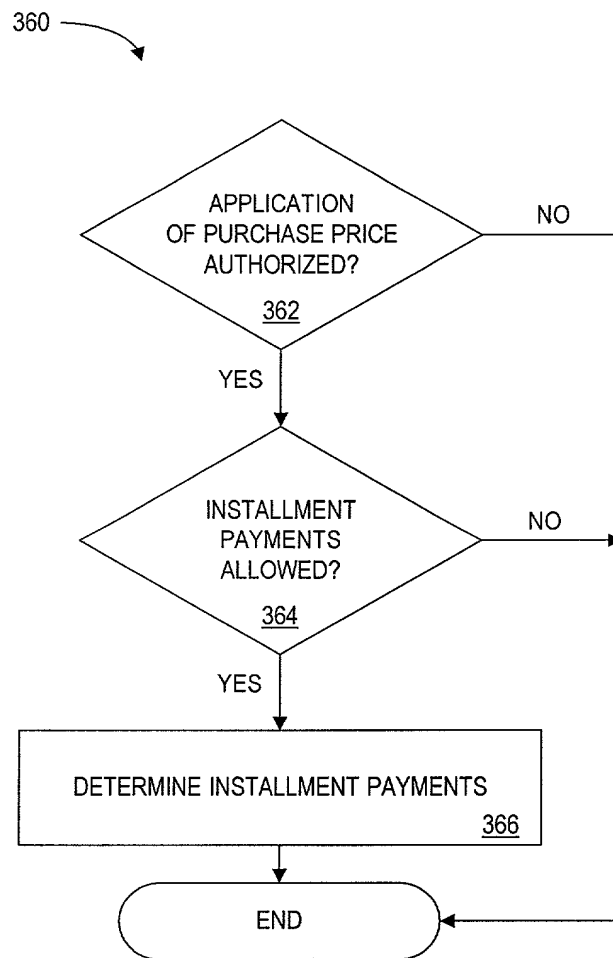 360
APPLICATION
OF PURCHASE PRICE
AUTHORIZED?
362
NO
YES
INSTALLMENT
PAYMENTS
ALLOWED?
364
NO
YES
DETERMINE INSTALLMENT PAYMENTS
366
END